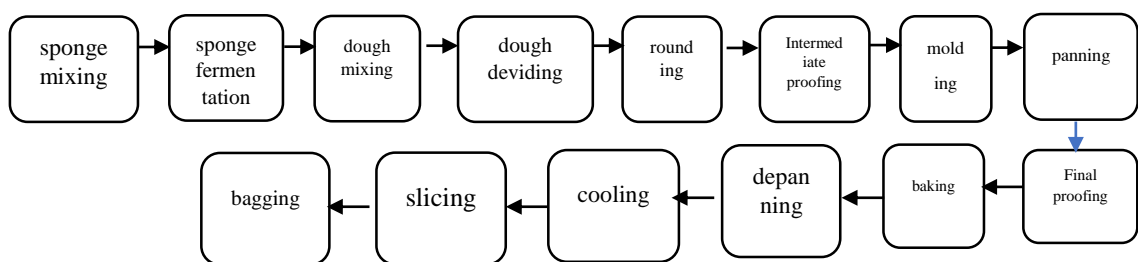 sponge
mixing
sponge
fermen
tation
dough
mixing
dough
deviding
round
ing
Intermed
iate
proofing
mold
ing
panning
Final
proofing
baking
depan
ning
cooling
slicing
bagging